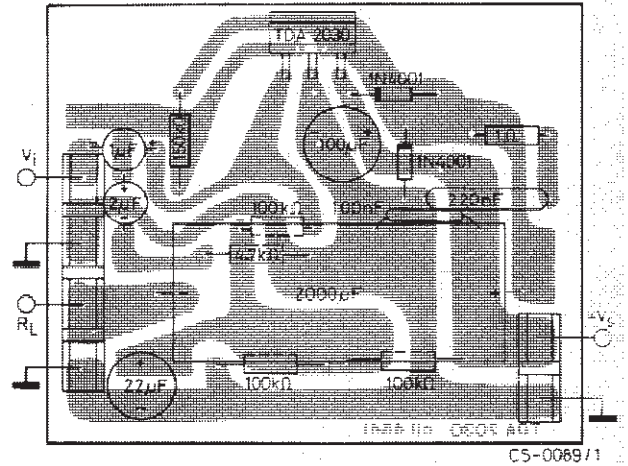 TDA 2030
1N4001
150kΩ
100µF
1Ω
Vi
1µF
1N4001
2µF
220nF
100kΩ
100nF
4.7kΩ
RL
2000µF
+Vs
22µF
100kΩ
100kΩ
CS-0089/1